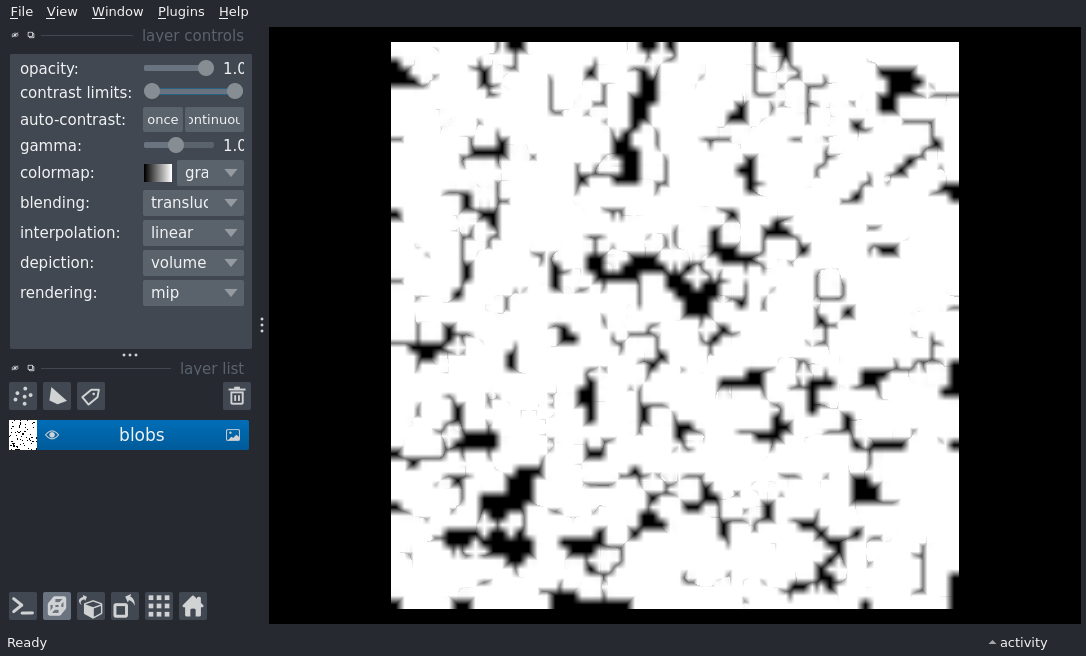 File View Window Plugins Help
layer controls
opacity: 1.0
contrast limits:
auto-contrast: once ontinuou
gamma: 1.0
colormap: gra
blending: transluc
interpolation: linear
depiction: volume
rendering: mip
layer list
blobs
Ready activity